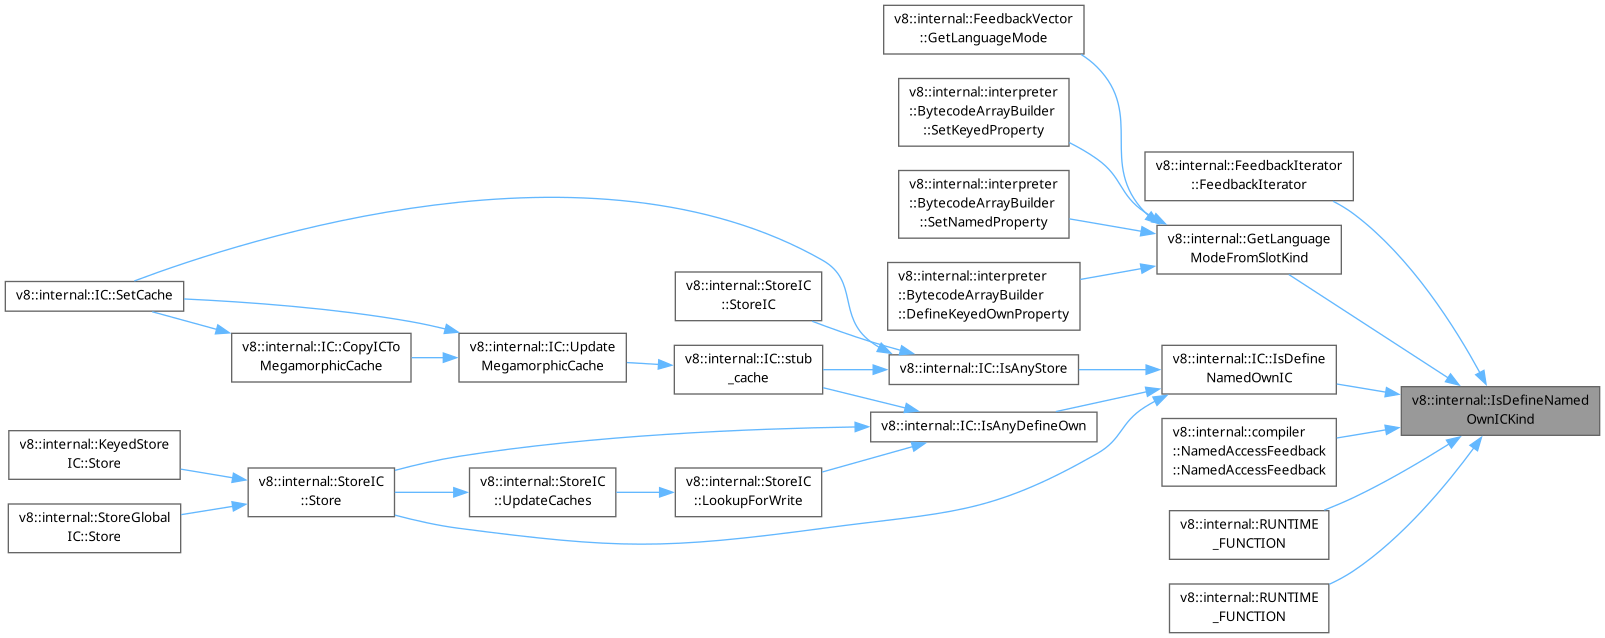 v8::internal::FeedbackVector
::GetLanguageMode
v8::internal::interpreter
::BytecodeArrayBuilder
::SetKeyedProperty
v8::internal::FeedbackIterator
::FeedbackIterator
v8::internal::interpreter
::BytecodeArrayBuilder
::SetNamedProperty
v8::internal::GetLanguage
ModeFromSlotKind
v8::internal::interpreter
::BytecodeArrayBuilder
::DefineKeyedOwnProperty
v8::internal::IC::SetCache
v8::internal::StoreIC
::StoreIC
v8::internal::IC::CopyICTo
MegamorphicCache
v8::internal::IC::Update
MegamorphicCache
v8::internal::IC::stub
_cache
v8::internal::IC::IsAnyStore
v8::internal::IC::IsDefine
NamedOwnIC
v8::internal::IsDefineNamed
OwnICKind
v8::internal::IC::IsAnyDefineOwn
v8::internal::compiler
::NamedAccessFeedback
::NamedAccessFeedback
v8::internal::KeyedStore
IC::Store
v8::internal::StoreIC
::Store
v8::internal::StoreIC
::UpdateCaches
v8::internal::StoreIC
::LookupForWrite
v8::internal::StoreGlobal
IC::Store
v8::internal::RUNTIME
_FUNCTION
v8::internal::RUNTIME
_FUNCTION